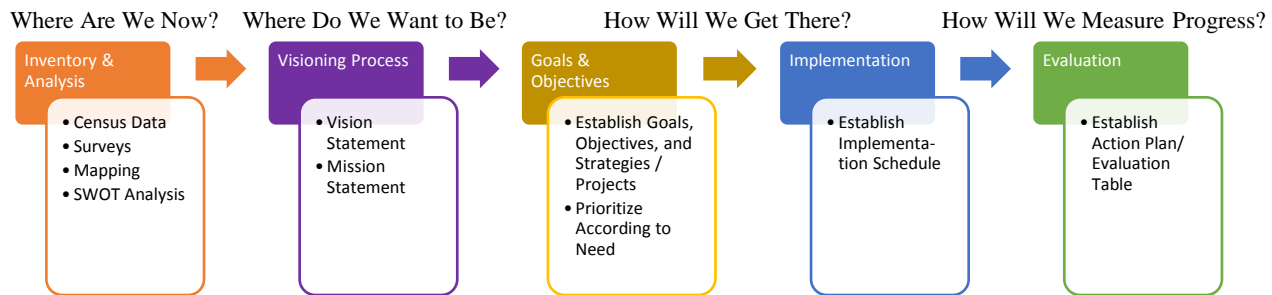 Where Are We Now?
Where Do We Want to Be?
How Will We Get There?
How Will We Measure Progress?
Inventory &
Analysis
• Census Data
• Surveys
• Mapping
• SWOT Analysis
Visioning Process
• Vision
Statement
• Mission
Statement
Goals &
Objectives
• Establish Goals,
Objectives, and
Strategies /
Projects
• Prioritize
According to
Need
Implementation
• Establish
Implementa-
tion Schedule
Evaluation
• Establish
Action Plan/
Evaluation
Table